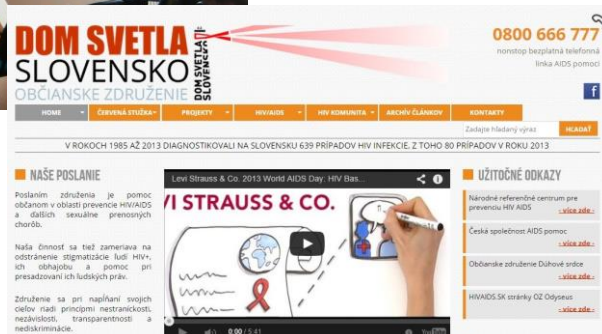 DOM SVETLA
SLOVENSKO
OBČIANSKE ZDRUŽENIE
DOM SVETLA
SLOVENSKO
0800 666 777
nonstop bezplatná telefonná
linka AIDS pomoci
f
HOME
ČERVENÁ STUŽKA
PROJEKTY
HIV/AIDS
HIV KOMUNITA
ARCHÍV ČLÁNKOV
KONTAKTY
Zadajte hľadaný výraz
HĽADAŤ
V ROKOCH 1985 AŽ 2013 DIAGNOSTIKOVALI NA SLOVENSKU 639 PRÍPADOV HIV INFEKCIE, Z TOHO 80 PRÍPADOV V ROKU 2013
NAŠE POSLANIE
Poslaním združenia je pomoc
občanom v oblasti prevencie HIV/AIDS
a ďalších sexuálne prenosných
chorôb.
Naša činnosť sa tiež zameriava na
odstránenie stigmatizácie ľudí HIV+,
ich obhajobu a pomoc pri
presadzovaní ich ľudských práv.
Združenie sa pri napĺňaní svojich
cieľov riadi princípmi nestraníckosti,
nezávislosti, transparentnosti a
nediskriminácie.
Levi Strauss & Co. 2013 World AIDS Day: HIV Bas...
VI STRAUSS & CO.
0:00 / 5:41
YouTube
UŽITOČNÉ ODKAZY
Národné referenčné centrum pre
prevenciu HIV AIDS
- více zde -
Česká společnost AIDS pomoc
- více zde -
Občianske združenie Dúhové srdce
- více zde -
HIVAIDS.SK stránky OZ Odyseus
- více zde -